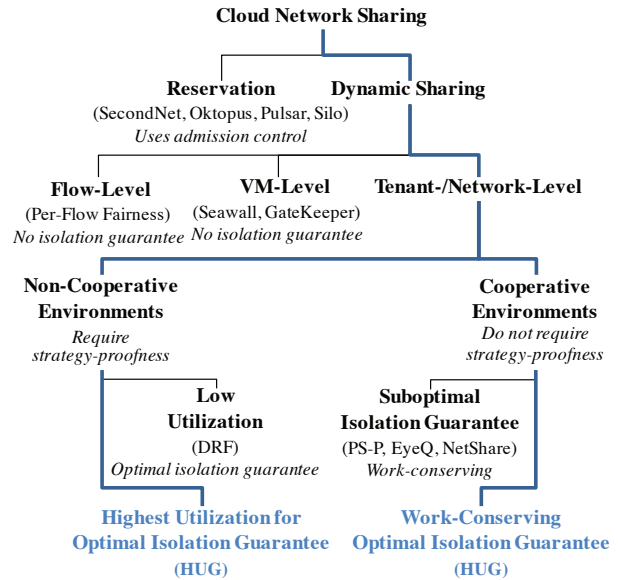 Cloud Network Sharing
Reservation
(SecondNet, Oktopus, Pulsar, Silo)
Uses admission control
Dynamic Sharing
Flow-Level
(Per-Flow Fairness)
No isolation guarantee
VM-Level
(Seawall, GateKeeper)
No isolation guarantee
Tenant-/Network-Level
Non-Cooperative
Environments
Require
strategy-proofness
Cooperative
Environments
Do not require
strategy-proofness
Low
Utilization
(DRF)
Optimal isolation guarantee
Suboptimal
Isolation Guarantee
(PS-P, EyeQ, NetShare)
Work-conserving
Highest Utilization for
Optimal Isolation Guarantee
(HUG)
Work-Conserving
Optimal Isolation Guarantee
(HUG)